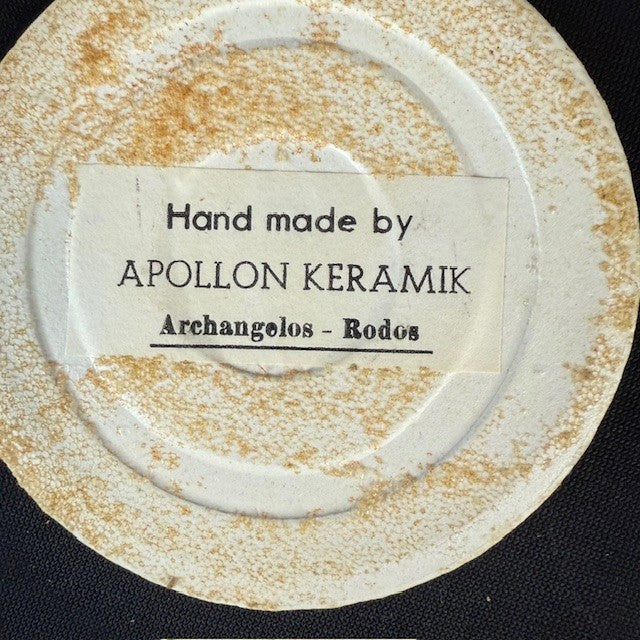 Hand made by
APOLLON KERAMIK
Archangelos - Rodos